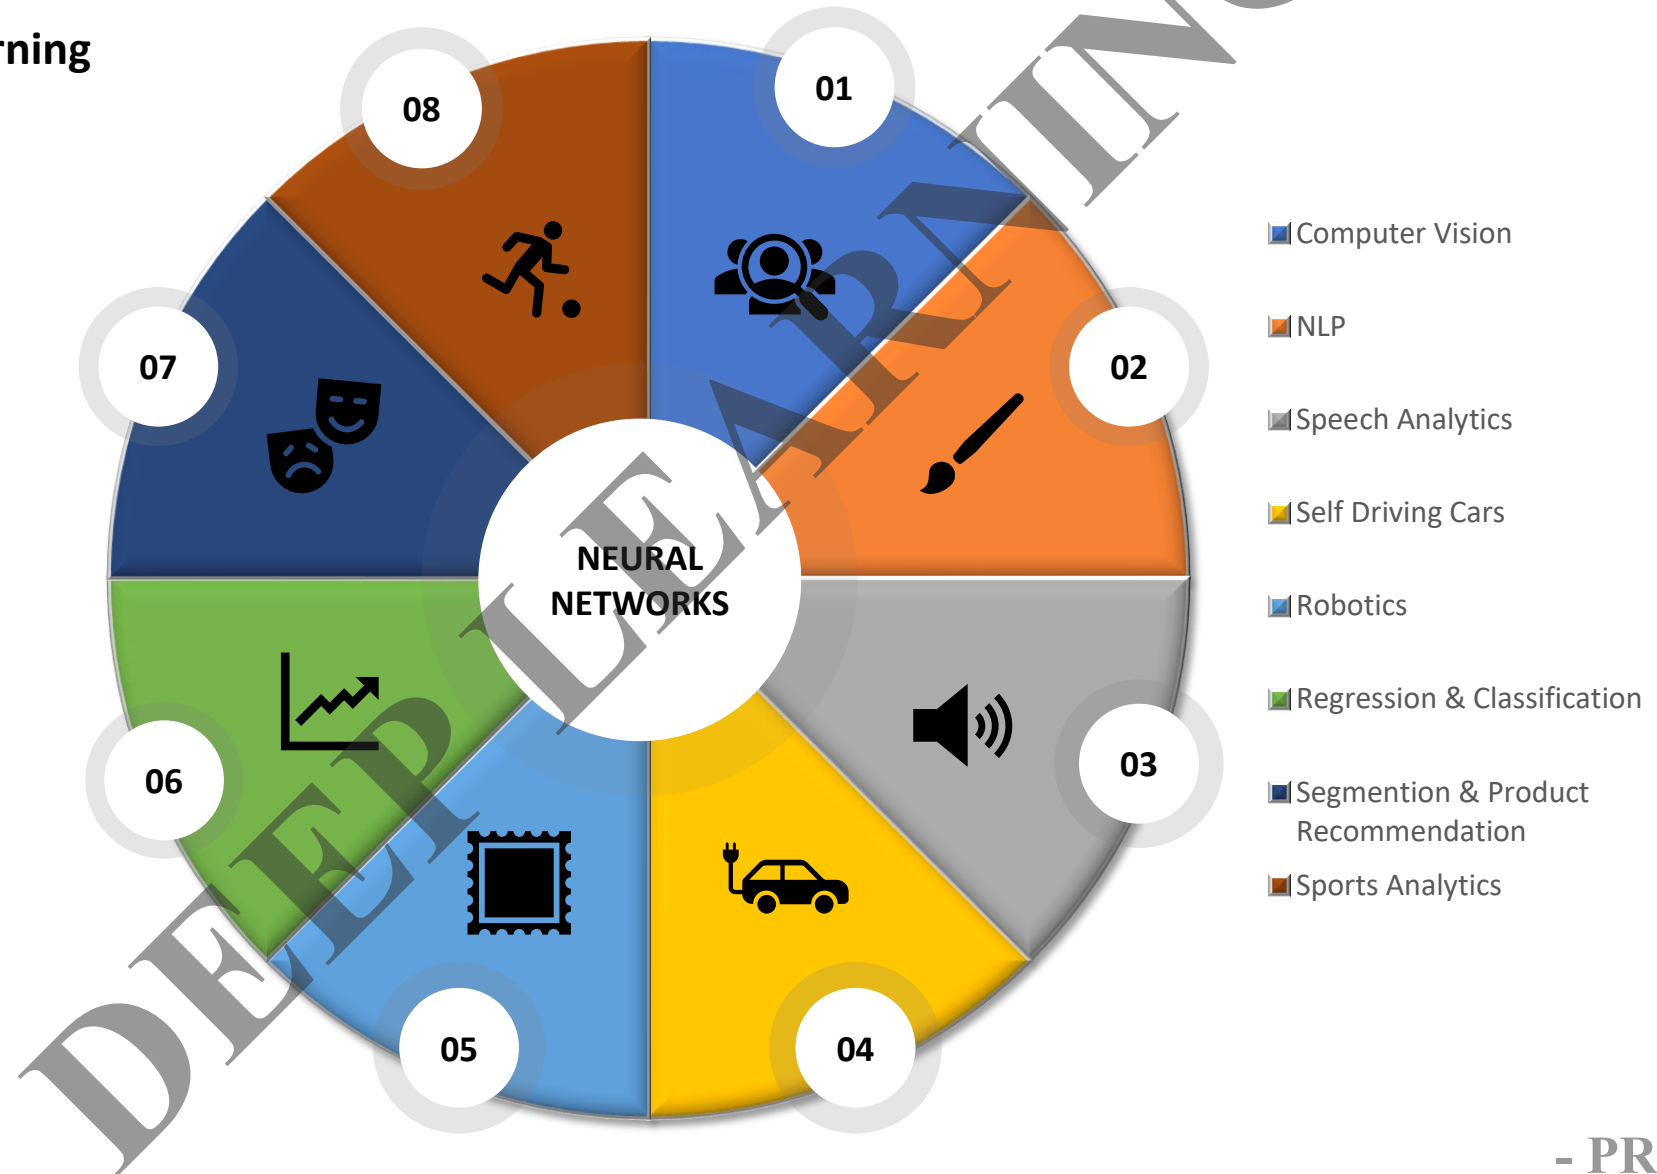 rning
08
01
07
02
NEURAL
NETWORKS
06
03
05
04
Computer Vision
NLP
Speech Analytics
Self Driving Cars
Robotics
Regression & Classification
Segmention & Product
Recommendation
Sports Analytics
DEEP LEARNING
- PR